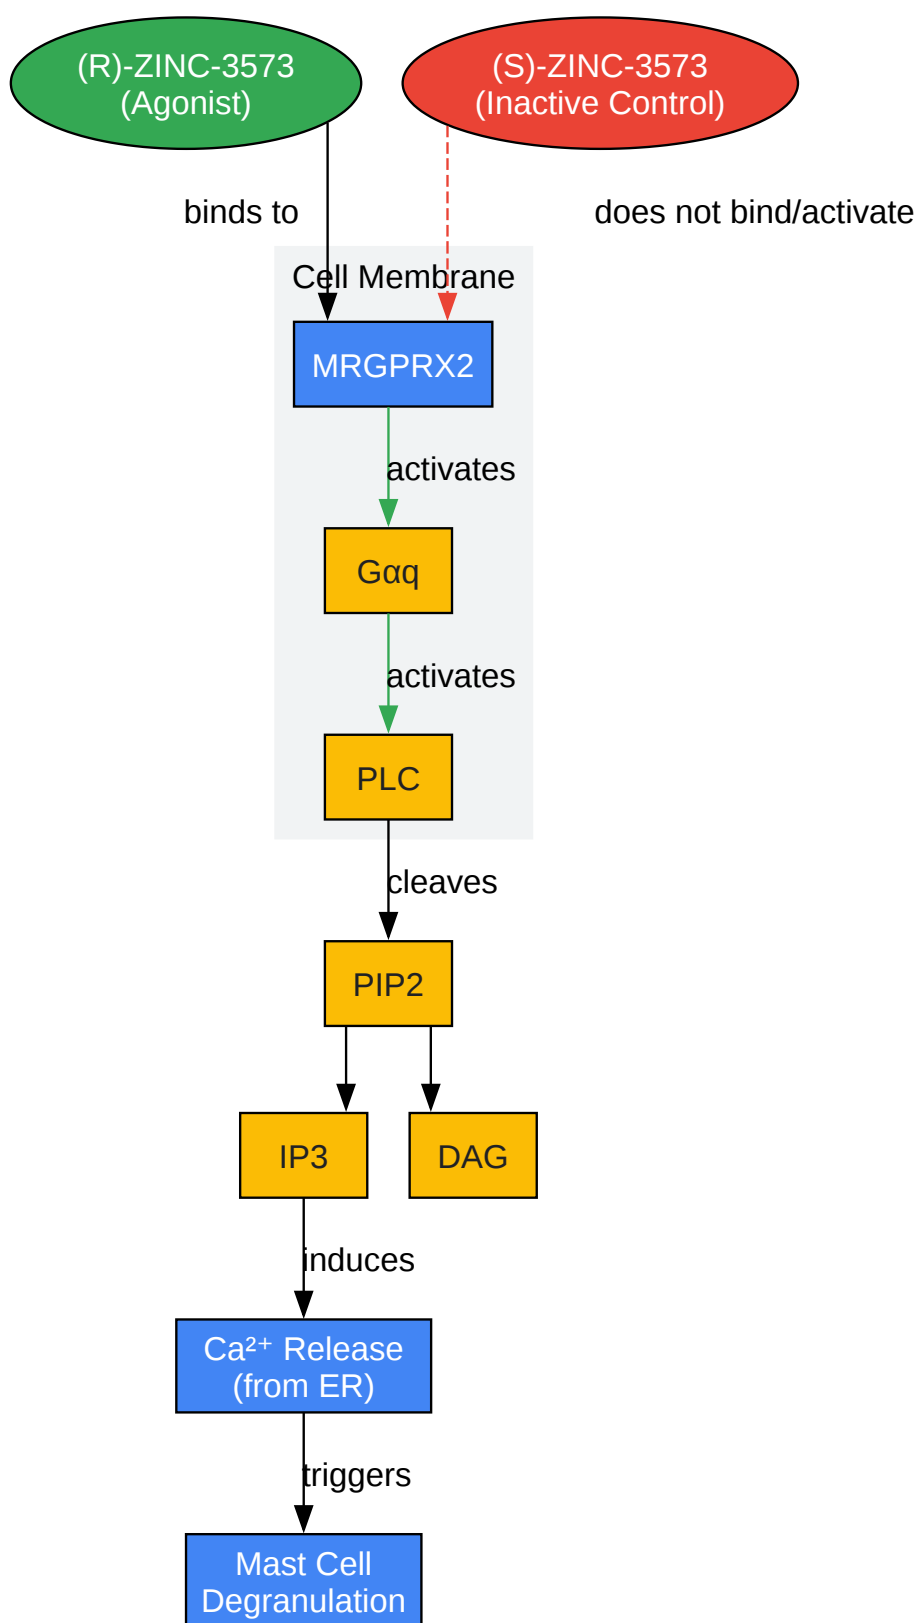 (R)-ZINC-3573
(Agonist)
(S)-ZINC-3573
(Inactive Control)
binds to
does not bind/activate
Cell Membrane
MRGPRX2
activates
Gαq
activates
PLC
cleaves
PIP2
IP3
DAG
induces
Ca²⁺ Release
(from ER)
triggers
Mast Cell
Degranulation